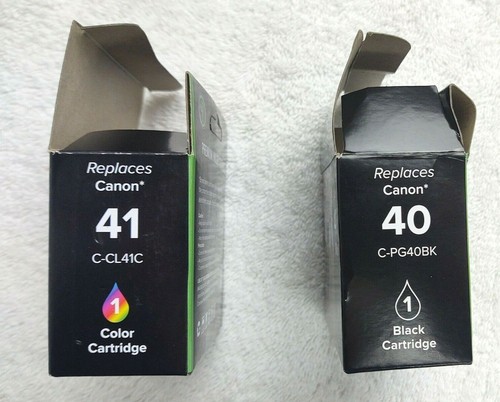 Replaces
Canon*
41
C-CL41C
1
Color
Cartridge
Replaces
Canon*
40
C-PG40BK
1
Black
Cartridge